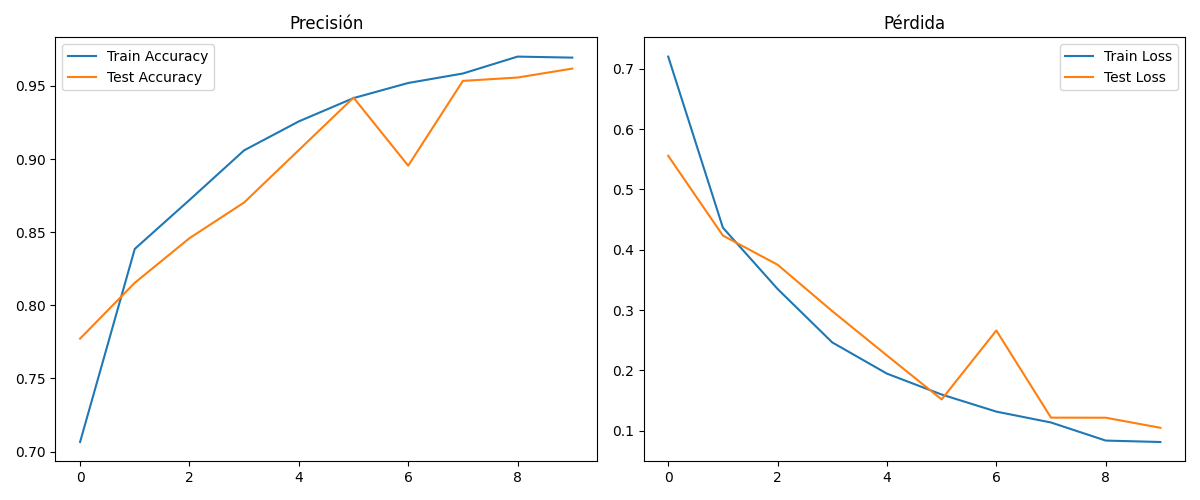 Precisión
Train Accuracy
Test Accuracy
0.95
0.90
0.85
0.80
0.75
0.70
0 2 4 6 8
Pérdida
Train Loss
Test Loss
0.7
0.6
0.5
0.4
0.3
0.2
0.1
0 2 4 6 8